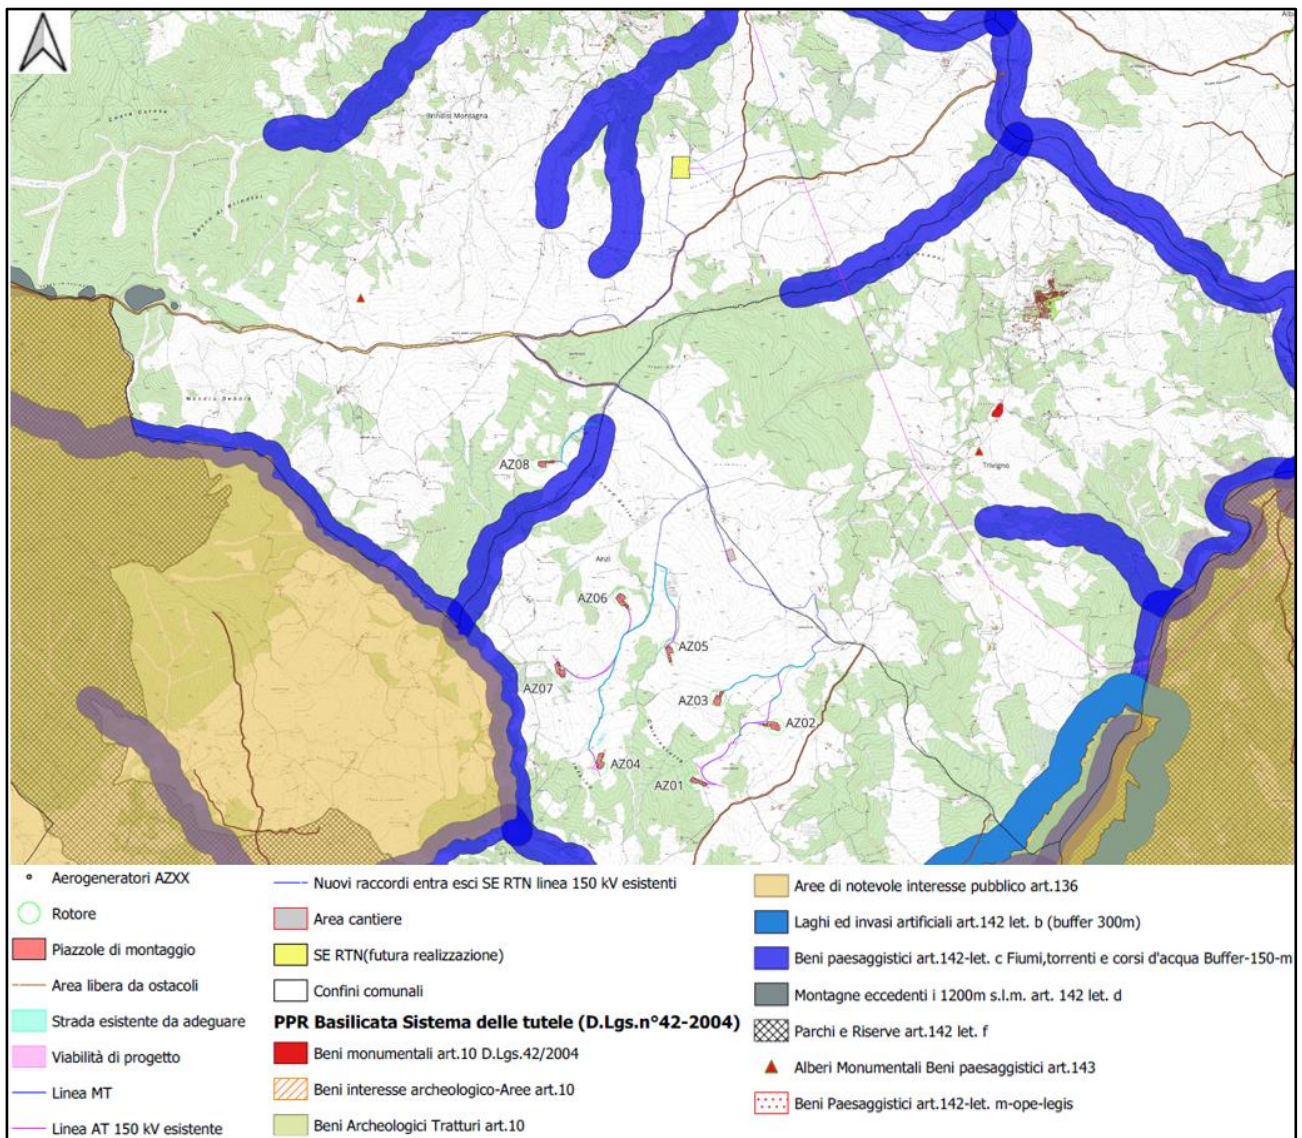 Brindisi Montagna
Costa Carosa
Bosco di Brindisi
AZ08
Trivigno
Anzi
AZ06
AZ05
AZ07
AZ03
AZ02
AZ04
AZ01
Aerogeneratori AZXX
Rotore
Piazzole di montaggio
Area libera da ostacoli
Strada esistente da adeguare
Viabilità di progetto
Linea MT
Linea AT 150 kV esistente
Nuovi raccordi entra esci SE RTN linea 150 kV esistenti
Area cantiere
SE RTN(futura realizzazione)
Confini comunali
PPR Basilicata Sistema delle tutele (D.Lgs.n°42-2004)
Beni monumentali art.10 D.Lgs.42/2004
Beni interesse archeologico-Aree art.10
Beni Archeologici Tratturi art.10
Aree di notevole interesse pubblico art.136
Laghi ed invasi artificiali art.142 let. b (buffer 300m)
Beni paesaggistici art.142-let. c Fiumi,torrenti e corsi d'acqua Buffer-150-m
Montagne eccedenti i 1200m s.l.m. art. 142 let. d
Parchi e Riserve art.142 let. f
Alberi Monumentali Beni paesaggistici art.143
Beni Paesaggistici art.142-let. m-ope-legis